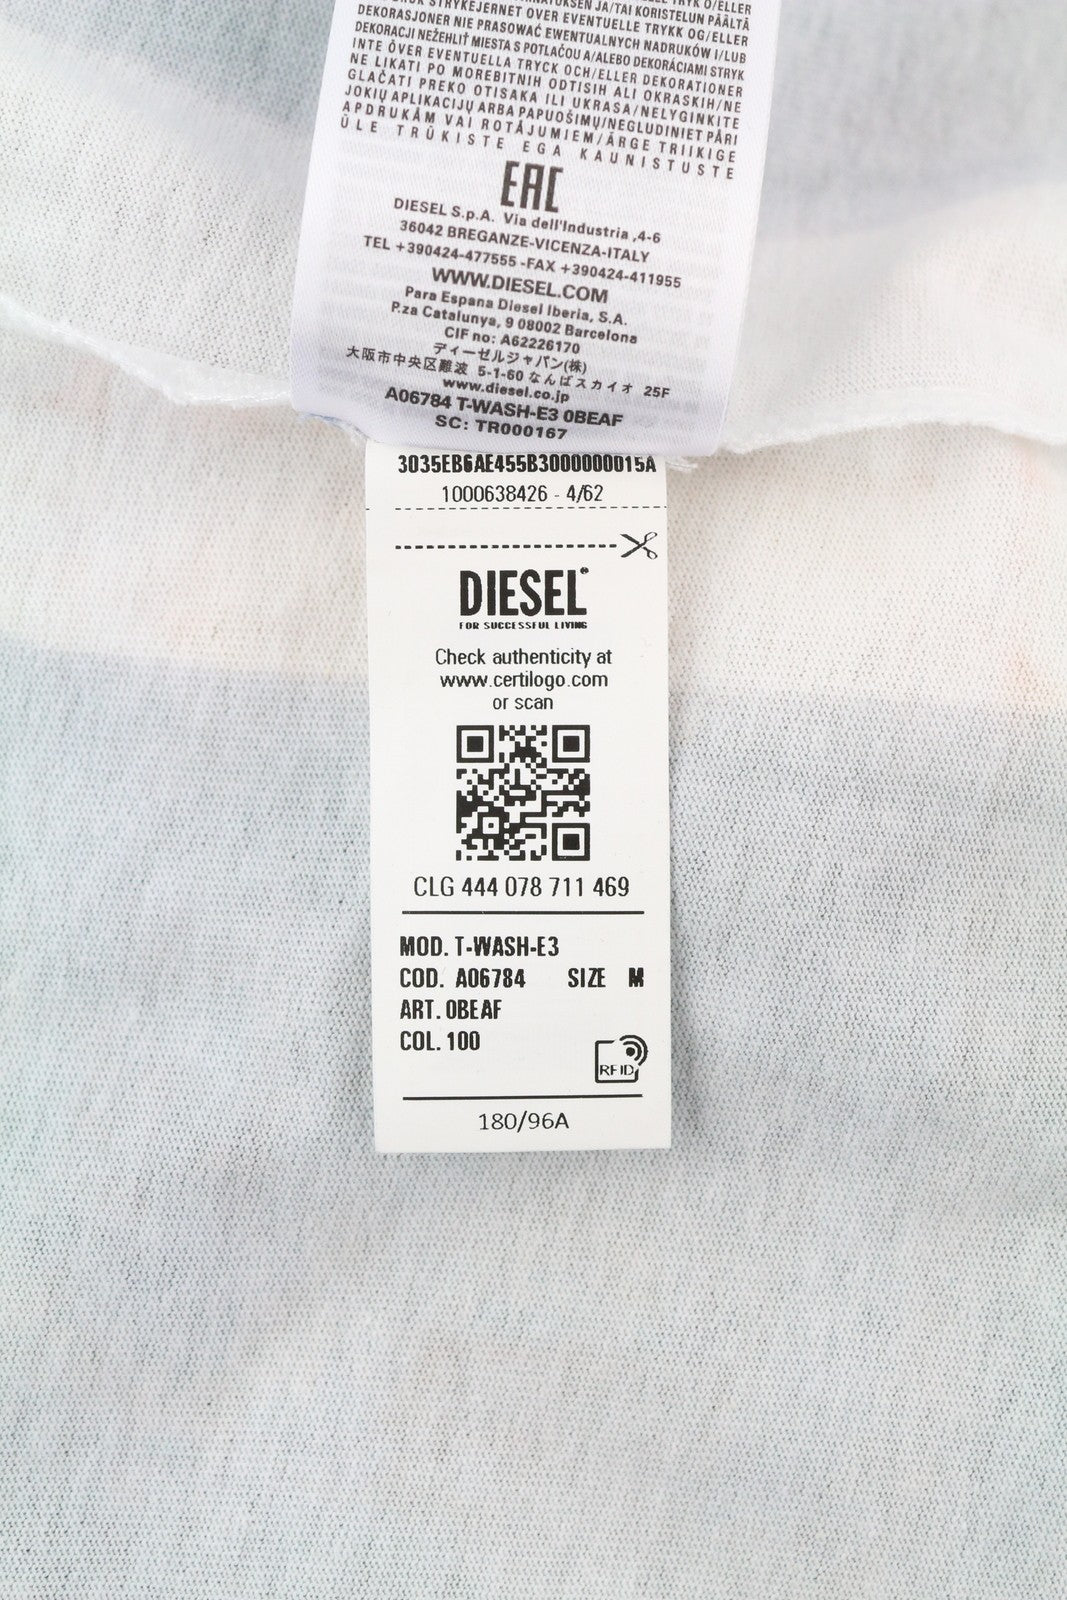 STRYKEJERNET OVER EVENTUELLE TRYKK OG/ELLER
DEKORASJONER NIE PRASOWAĆ EWENTUALNYCH NADRUKÓW I/LUB
DEKORACJI NEŽEHLIŤ MIESTA S POTLAČOU A/ALEBO DEKORÁCIAMI STRYK
INTE ÖVER EVENTUELLA TRYCK OCH/ELLER DEKORATIONER
NE LIKATI PO MOREBITNIH ODTISIH ALI OKRASKIH/NE
GLAČATI PREKO OTISAKA ILI UKRASA/NELYGINKITE
JOKIŲ APLIKACIJŲ ARBA PAPUOŠIMŲ/NEGLUDINIET PĀRI
APDRUKĀM VAI ROTĀJUMIEM/ÄRGE TRIIKIGE
ÜLE TRÜKISTE EGA KAUNISTUSTE
EAC
DIESEL S.p.A. Via dell'Industria ,4-6
36042 BREGANZE-VICENZA-ITALY
TEL +390424-477555 -FAX +390424-411955
WWW.DIESEL.COM
Para Espana Diesel Iberia, S.A.
P.za Catalunya, 9 08002 Barcelona
CIF no: A62226170
ディーゼルジャパン(株)
大阪市中央区難波 5-1-60 なんばスカイオ 25F
www.diesel.co.jp
A06784 T-WASH-E3 0BEAF
SC: TR000167
3035EB6AE455B3000000015A
1000638426 - 4/62
DIESEL®
FOR SUCCESSFUL LIVING
Check authenticity at
www.certilogo.com
or scan
CLG 444 078 711 469
MOD. T-WASH-E3
COD. A06784 SIZE M
ART. 0BEAF
COL. 100
RFID
180/96A